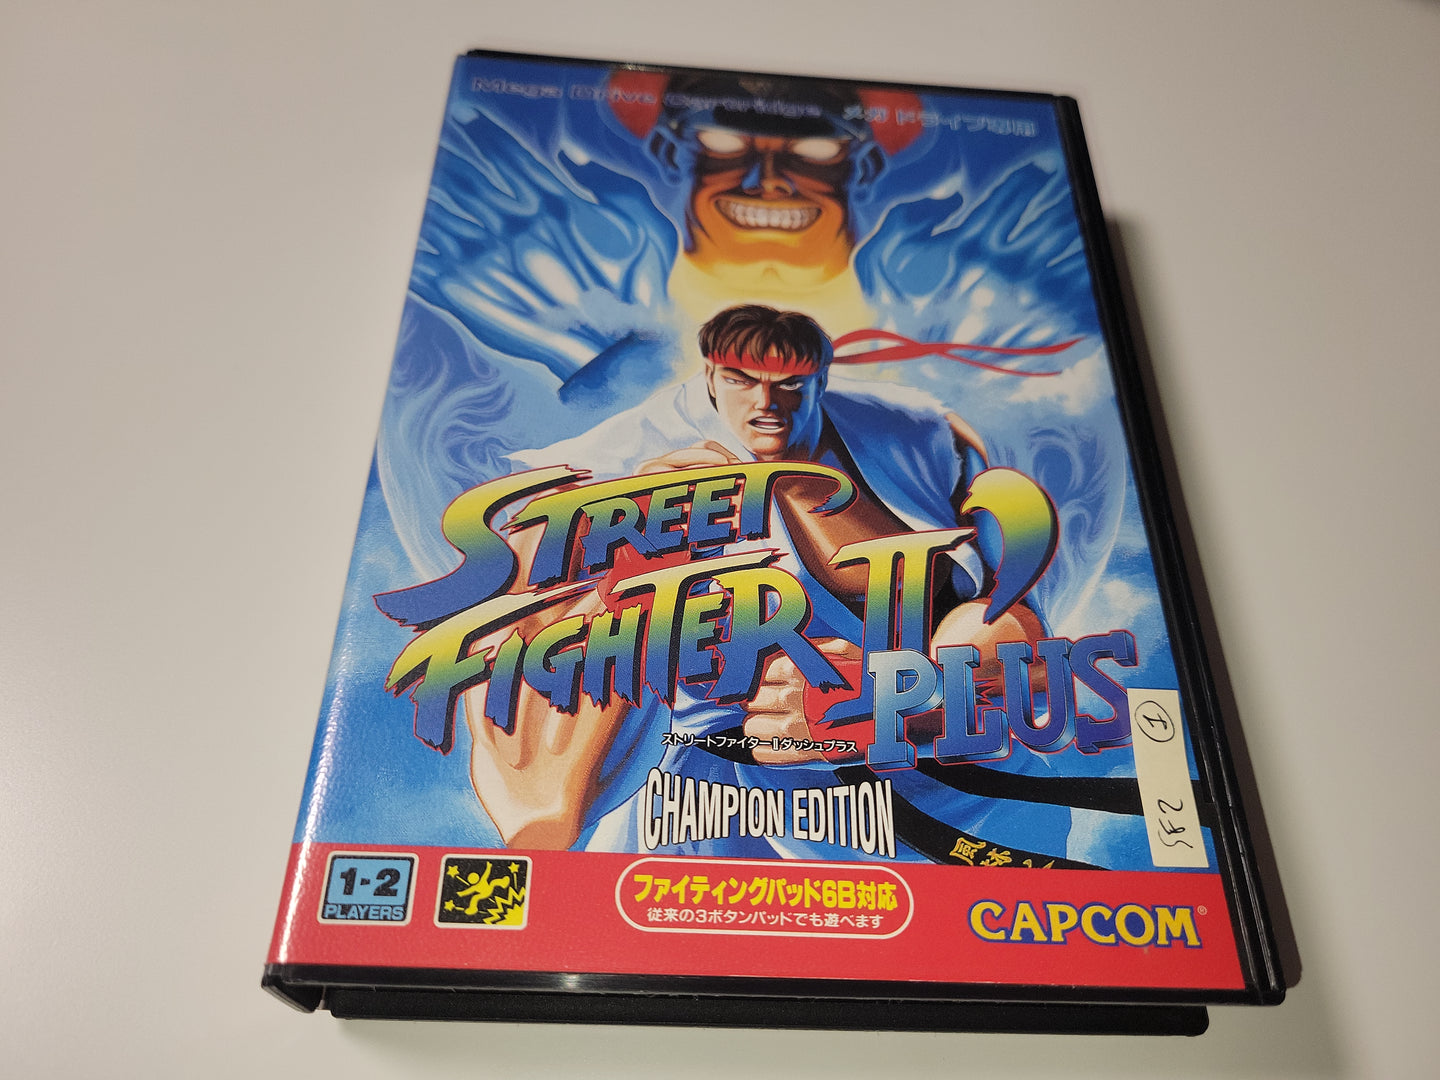 Mega Drive Cartridge メガドライブ専用
STREET
FIGHTER II'
PLUS
ストリートファイターIIダッシュプラス
CHAMPION EDITION
1-2
PLAYERS
ファイティングパッド6B対応
従来の3ボタンパッドでも遊べます
CAPCOM®